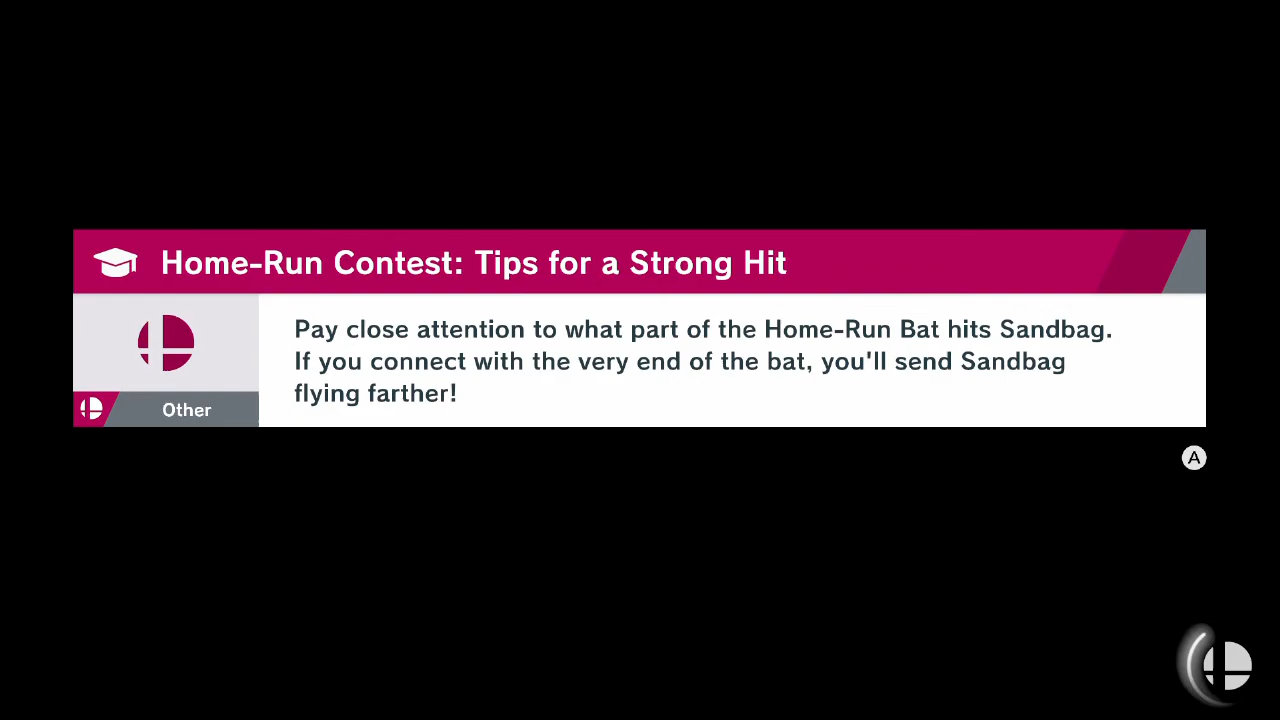 Home-Run Contest: Tips for a Strong Hit
Pay close attention to what part of the Home-Run Bat hits Sandbag.
If you connect with the very end of the bat, you'll send Sandbag
flying farther!
Other
A